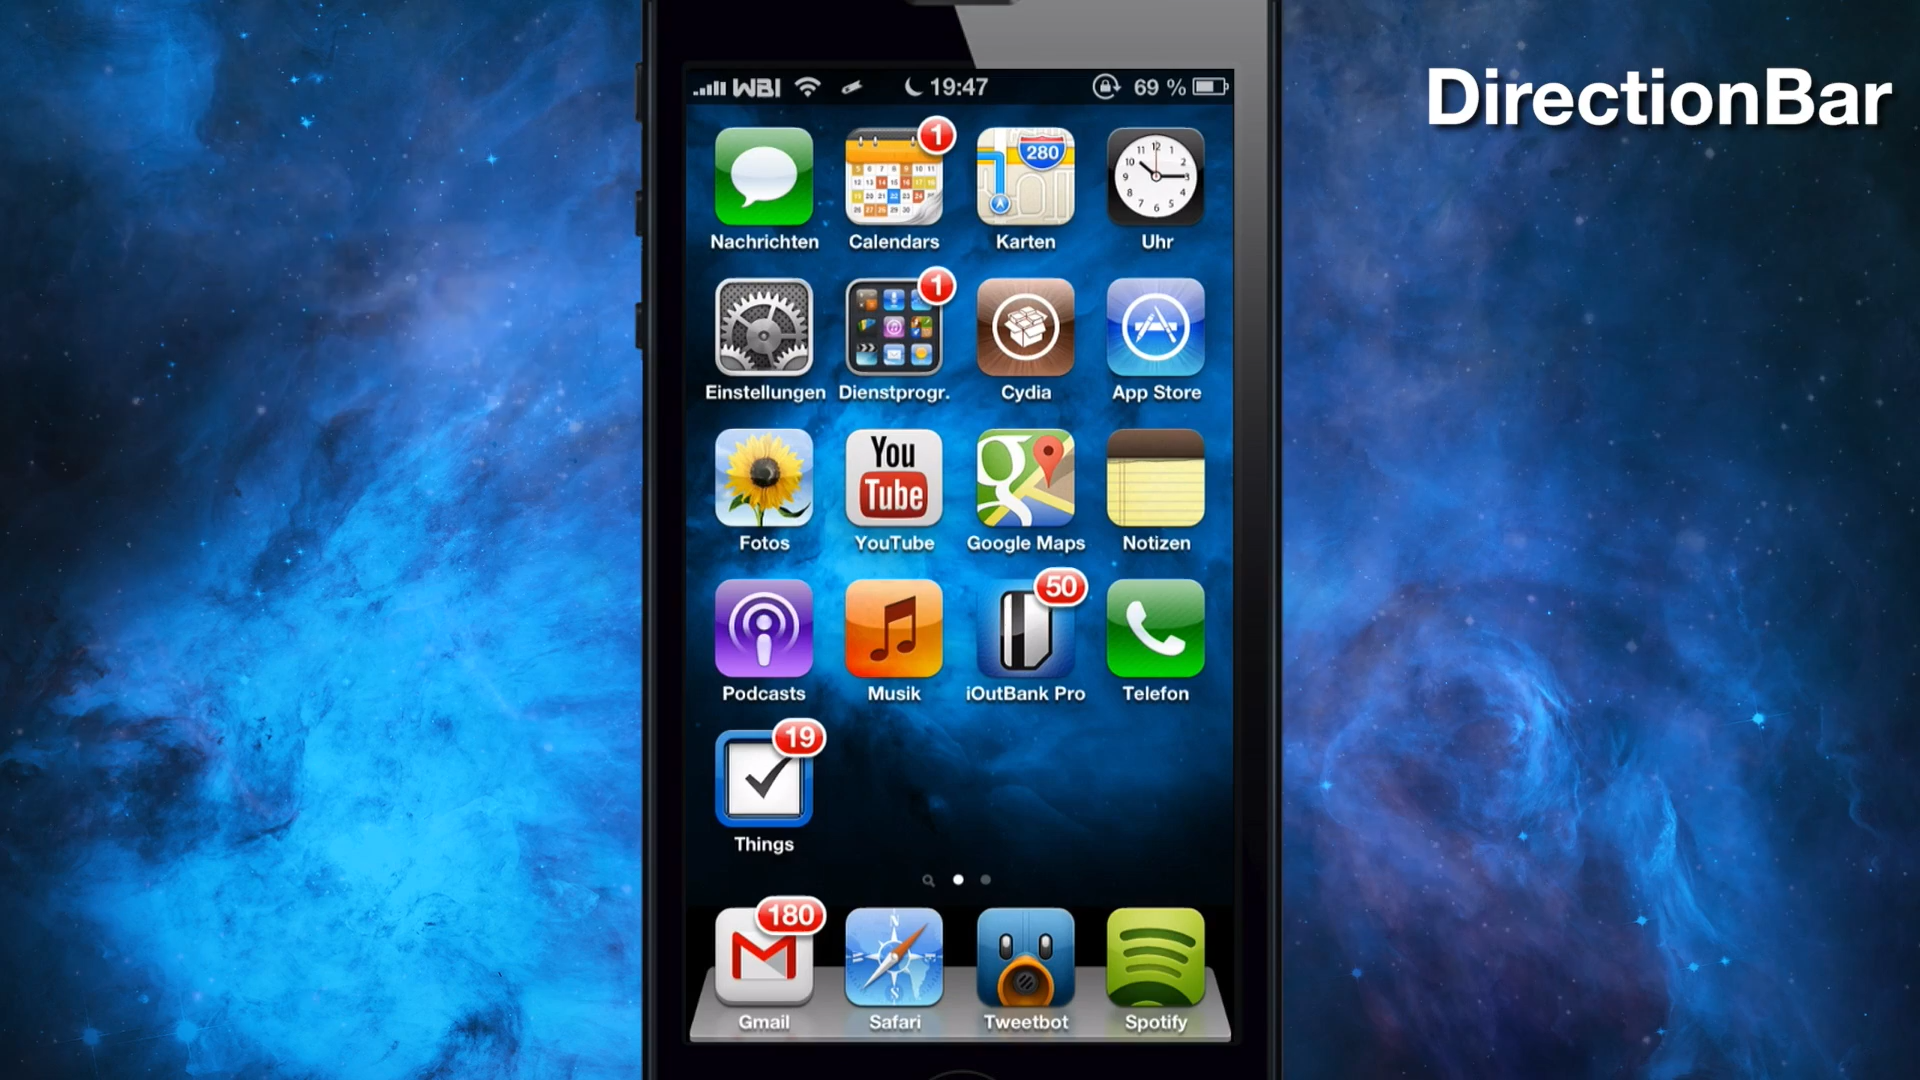 DirectionBar
WBI 19:47 69 %
1
280
Nachrichten Calendars Karten Uhr
1
Einstellungen Dienstprogr. Cydia App Store
You
Tube
Fotos YouTube Google Maps Notizen
50
Podcasts Musik iOutBank Pro Telefon
19
Things
180
Gmail Safari Tweetbot Spotify